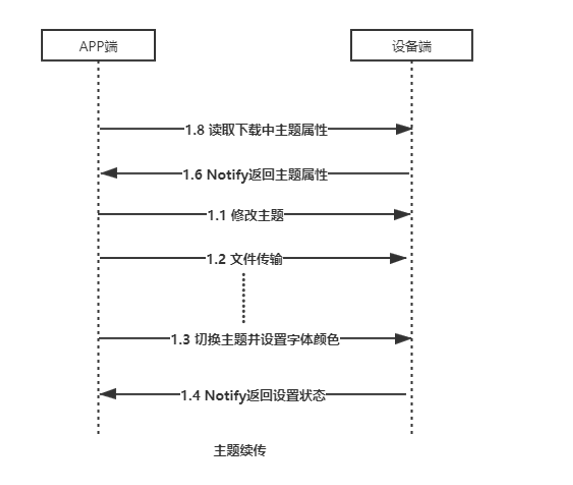 APP端
设备端
1.8 读取下载中主题属性
1.6 Notify返回主题属性
1.1 修改主题
1.2 文件传输
1.3 切换主题并设置字体颜色
1.4 Notify返回设置状态
主题续传